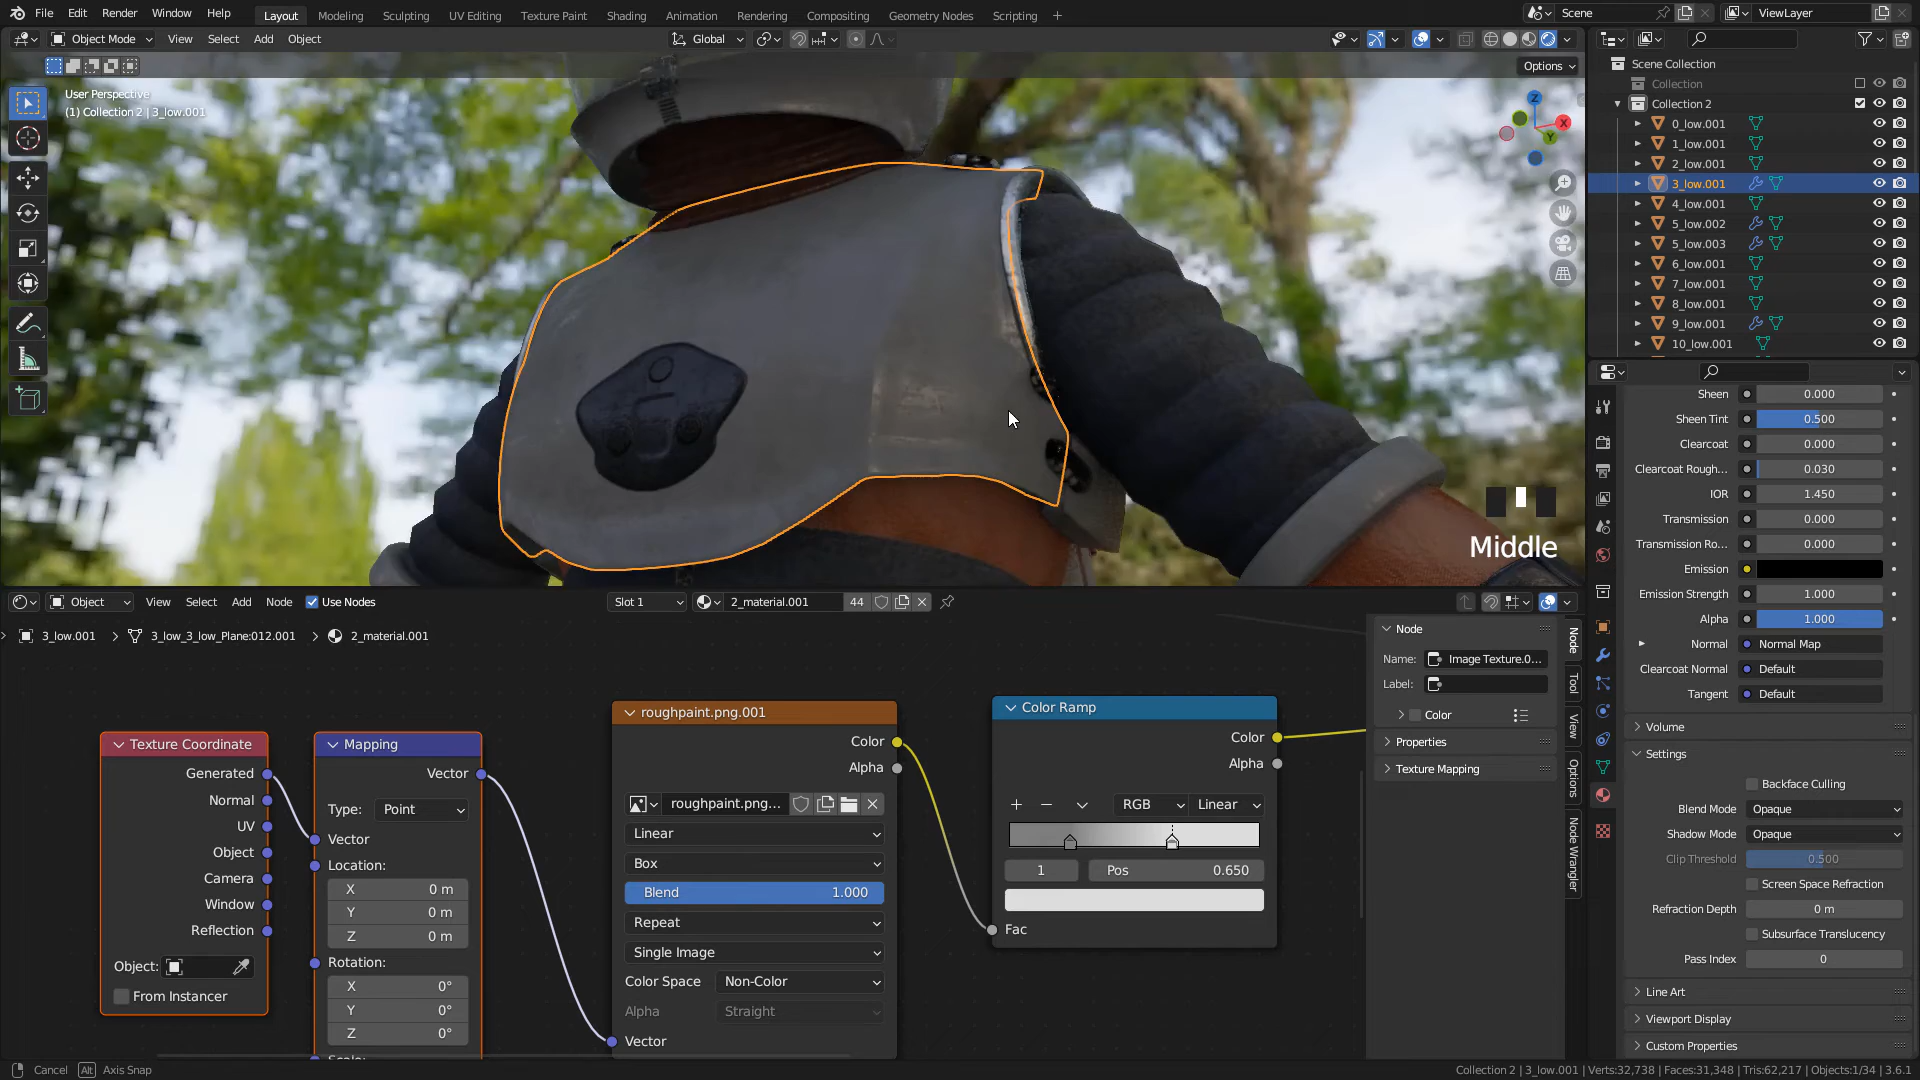 File Edit Render Window Help Layout Modeling Sculpting UV Editing Texture Paint Shading Animation Rendering Compositing Geometry Nodes Scripting + Scene ViewLayer
Object Mode View Select Add Object Global
Options
User Perspective
(1) Collection 2 | 3_low.001
Z
X
Y
Middle
Scene Collection
Collection
Collection 2
0_low.001
1_low.001
2_low.001
3_low.001
4_low.001
5_low.002
5_low.003
6_low.001
7_low.001
8_low.001
9_low.001
10_low.001
Sheen 0.000
Sheen Tint 0.500
Clearcoat 0.000
Clearcoat Rough... 0.030
IOR 1.450
Transmission 0.000
Transmission Ro... 0.000
Emission
Emission Strength 1.000
Alpha 1.000
Normal Normal Map
Clearcoat Normal Default
Tangent Default
Volume
Settings
Backface Culling
Blend Mode Opaque
Shadow Mode Opaque
Clip Threshold 0.500
Screen Space Refraction
Refraction Depth 0 m
Subsurface Translucency
Pass Index 0
Line Art
Viewport Display
Custom Properties
Object View Select Add Node Use Nodes Slot 1 2_material.001 44
3_low.001 3_low_3_low_Plane:012.001 2_material.001
Texture Coordinate
Generated
Normal
UV
Object
Camera
Window
Reflection
Object:
From Instancer
Mapping
Vector
Type: Point
Vector
Location:
X 0 m
Y 0 m
Z 0 m
Rotation:
X 0°
Y 0°
Z 0°
roughpaint.png.001
Color
Alpha
roughpaint.png...
Linear
Box
Blend 1.000
Repeat
Single Image
Color Space Non-Color
Alpha Straight
Vector
Color Ramp
Color
Alpha
+ − RGB Linear
1 Pos 0.650
Fac
Node
Name: Image Texture.0...
Label:
Color
Properties
Texture Mapping
Node
Tool
View
Options
Node Wrangler
Cancel Alt Axis Snap
Collection 2 | 3_low.001 | Verts:32,738 | Faces:31,348 | Tris:62,217 | Objects:1/34 | 3.6.1